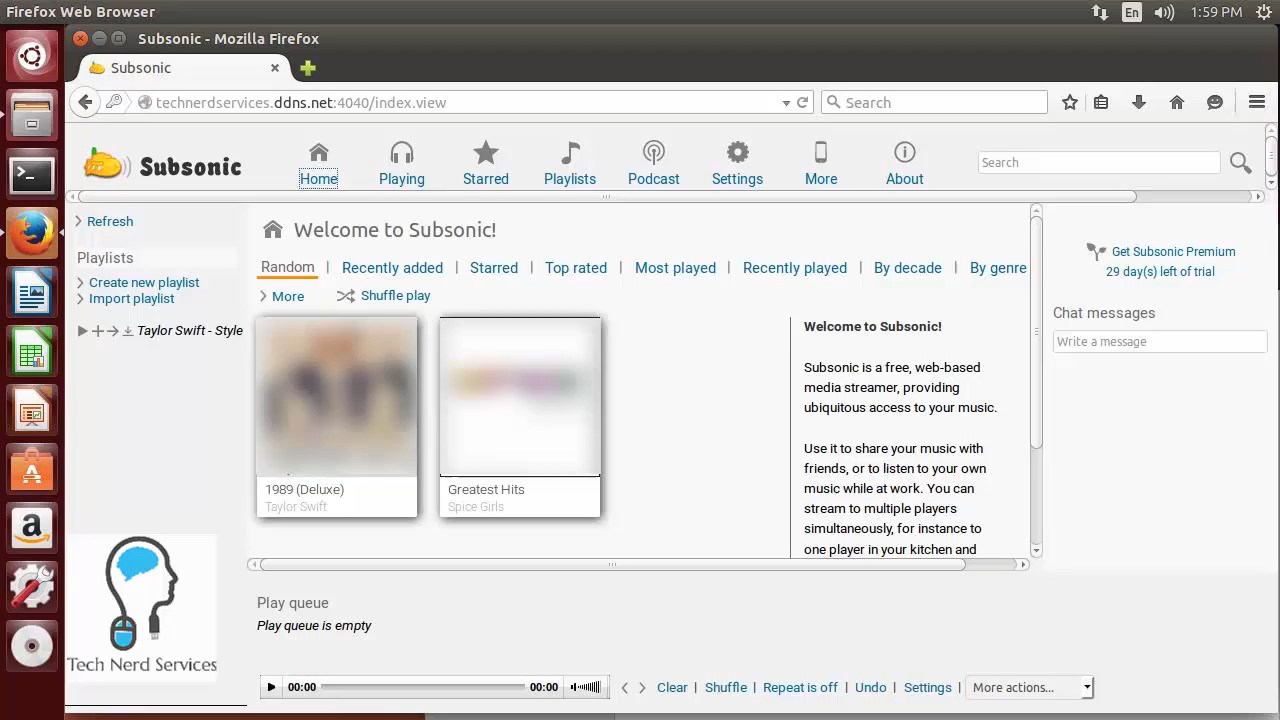 Firefox Web Browser
En
1:59 PM
Subsonic - Mozilla Firefox
Subsonic
technerdservices.ddns.net:4040/index.view
Search
Subsonic
Home
Playing
Starred
Playlists
Podcast
Settings
More
About
Search
Refresh
Playlists
Create new playlist
Import playlist
Taylor Swift - Style
Welcome to Subsonic!
Random | Recently added | Starred | Top rated | Most played | Recently played | By decade | By genre
More
Shuffle play
1989 (Deluxe)
Taylor Swift
Greatest Hits
Spice Girls
Welcome to Subsonic!
Subsonic is a free, web-based
media streamer, providing
ubiquitous access to your music.
Use it to share your music with
friends, or to listen to your own
music while at work. You can
stream to multiple players
simultaneously, for instance to
one player in your kitchen and
Get Subsonic Premium
29 day(s) left of trial
Chat messages
Write a message
Tech Nerd Services
Play queue
Play queue is empty
00:00
00:00
Clear | Shuffle | Repeat is off | Undo | Settings |
More actions...